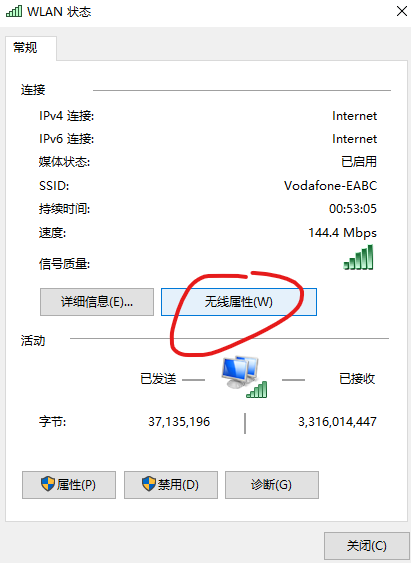 WLAN 状态
常规
连接
IPv4 连接: Internet
IPv6 连接: Internet
媒体状态: 已启用
SSID: Vodafone-EABC
持续时间: 00:53:05
速度: 144.4 Mbps
信号质量:
详细信息(E)... 无线属性(W)
活动
已发送 已接收
字节: 37,135,196 3,316,014,447
属性(P) 禁用(D) 诊断(G)
关闭(C)